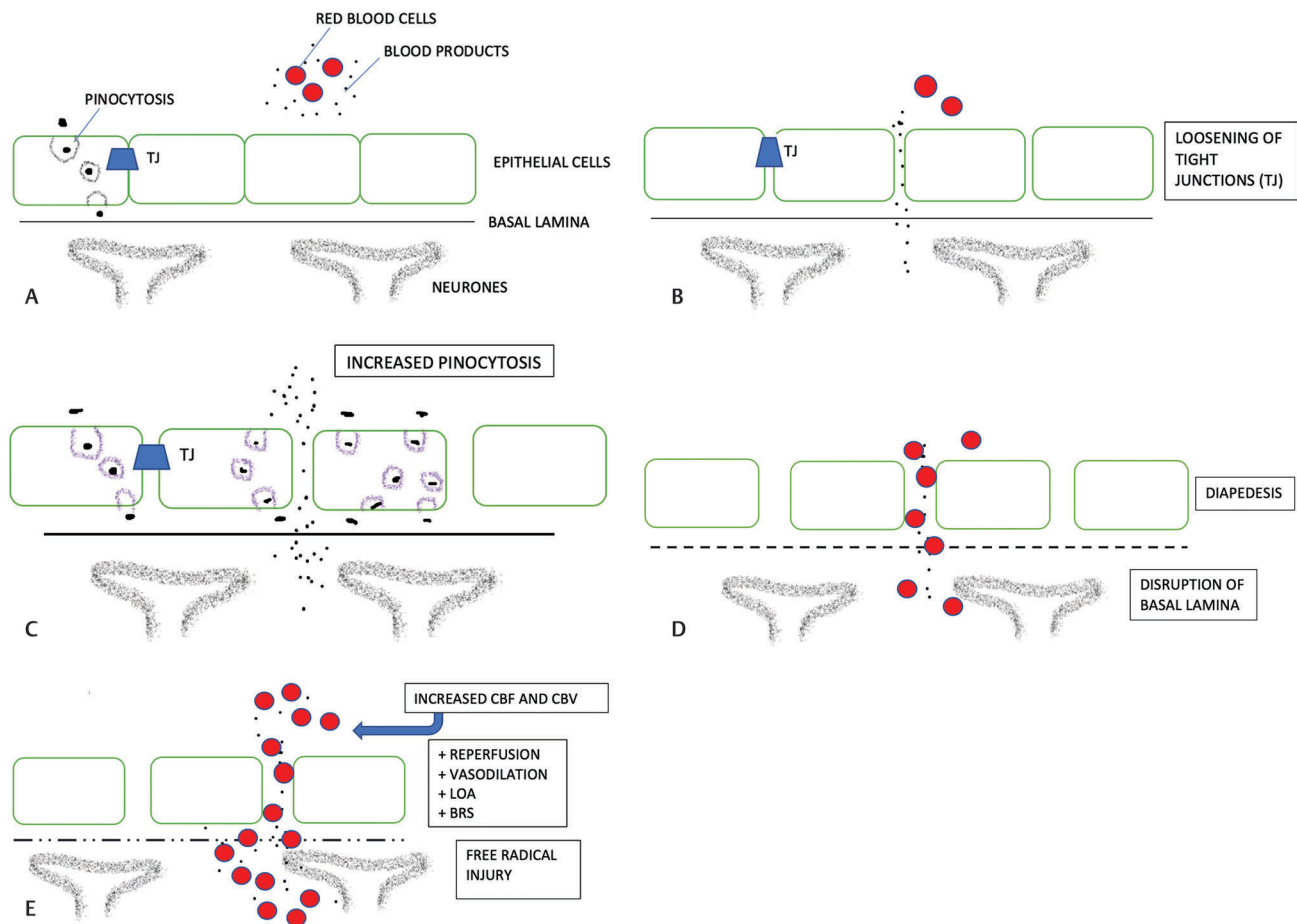 RED BLOOD CELLS
BLOOD PRODUCTS
PINOCYTOSIS
TJ
EPITHELIAL CELLS
BASAL LAMINA
NEURONES
A
TJ
LOOSENING OF
TIGHT
JUNCTIONS (TJ)
B
INCREASED PINOCYTOSIS
TJ
C
DIAPEDESIS
DISRUPTION OF
BASAL LAMINA
D
INCREASED CBF AND CBV
+ REPERFUSION
+ VASODILATION
+ LOA
+ BRS
FREE RADICAL
INJURY
E